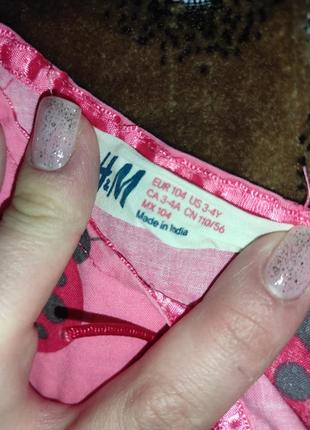 H&M
EUR 104 US 3-4Y
CA 3-4A CN 110/56
MX 104
Made in India